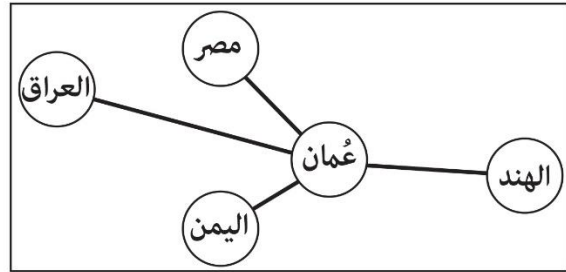 مصر
العراق
عُمان
الهند
اليمن